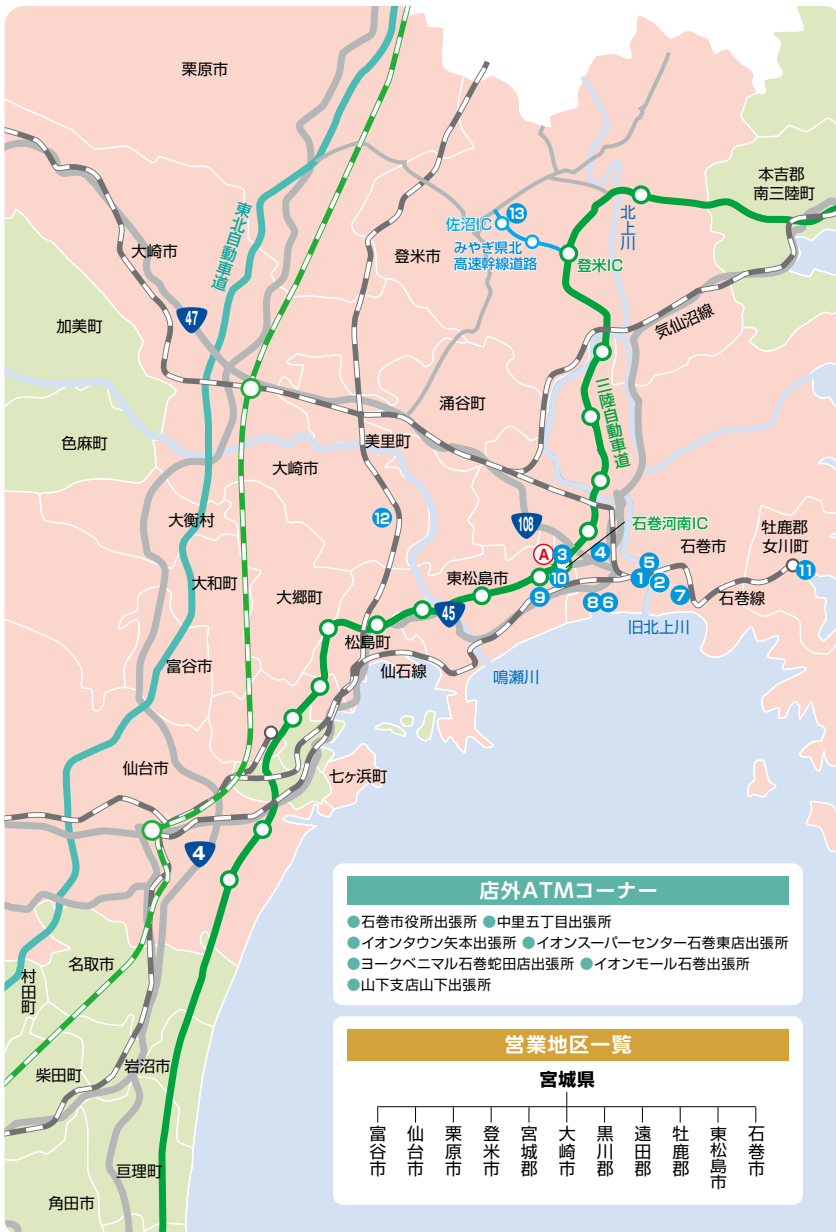 栗原市
本吉郡
南三陸町
北上川
佐沼IC
13
東北自動車道
大崎市
登米市
みやぎ県北
高速幹線道路
登米IC
47
加美町
気仙沼線
三陸自動車道
涌谷町
色麻町
美里町
大崎市
大衡村
12
108
石巻河南IC
牡鹿郡
女川町
A
3
4
5
石巻市
11
大和町
東松島市
10
1
2
大郷町
9
8
6
7
石巻線
45
旧北上川
松島町
富谷市
仙石線
鳴瀬川
仙台市
七ヶ浜町
4
店外ATMコーナー
●石巻市役所出張所 ●中里五丁目出張所
●イオンタウン矢本出張所 ●イオンスーパーセンター石巻東店出張所
●ヨークベニマル石巻蛇田店出張所 ●イオンモール石巻出張所
●山下支店山下出張所
名取市
村田町
営業地区一覧
岩沼市
柴田町
宮城県
富谷市
仙台市
栗原市
登米市
宮城郡
大崎市
黒川郡
遠田郡
牡鹿郡
東松島市
石巻市
亘理町
角田市